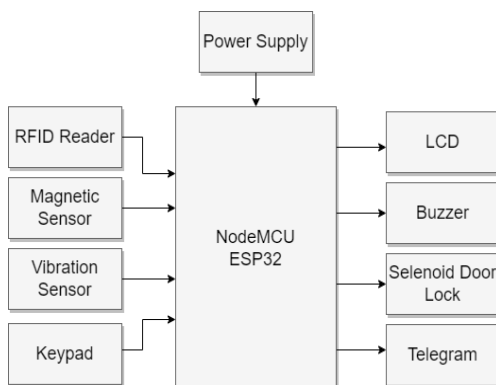 Power Supply
RFID Reader
Magnetic
Sensor
Vibration
Sensor
Keypad
NodeMCU
ESP32
LCD
Buzzer
Selenoid Door
Lock
Telegram